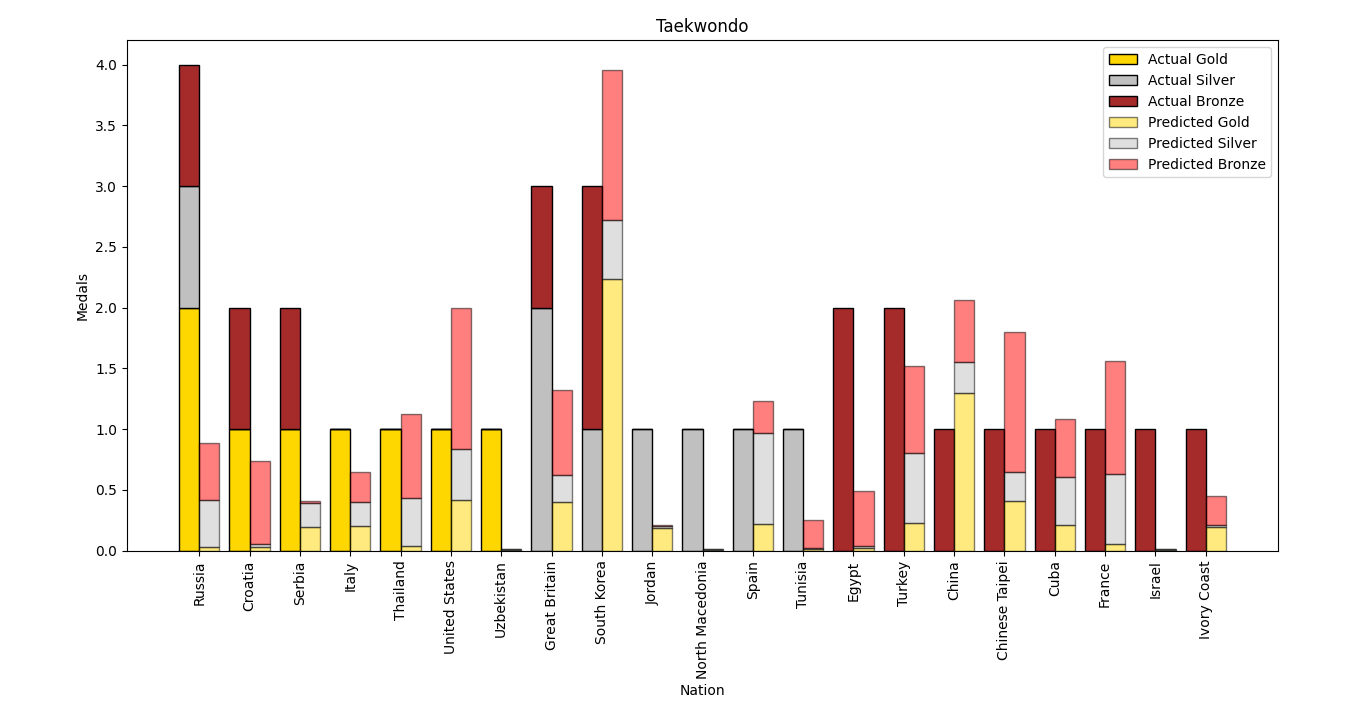 Taekwondo
Medals
4.0
3.5
3.0
2.5
2.0
1.5
1.0
0.5
0.0
Actual Gold
Actual Silver
Actual Bronze
Predicted Gold
Predicted Silver
Predicted Bronze
Russia
Croatia
Serbia
Italy
Thailand
United States
Uzbekistan
Great Britain
South Korea
Jordan
North Macedonia
Spain
Tunisia
Egypt
Turkey
China
Chinese Taipei
Cuba
France
Israel
Ivory Coast
Nation